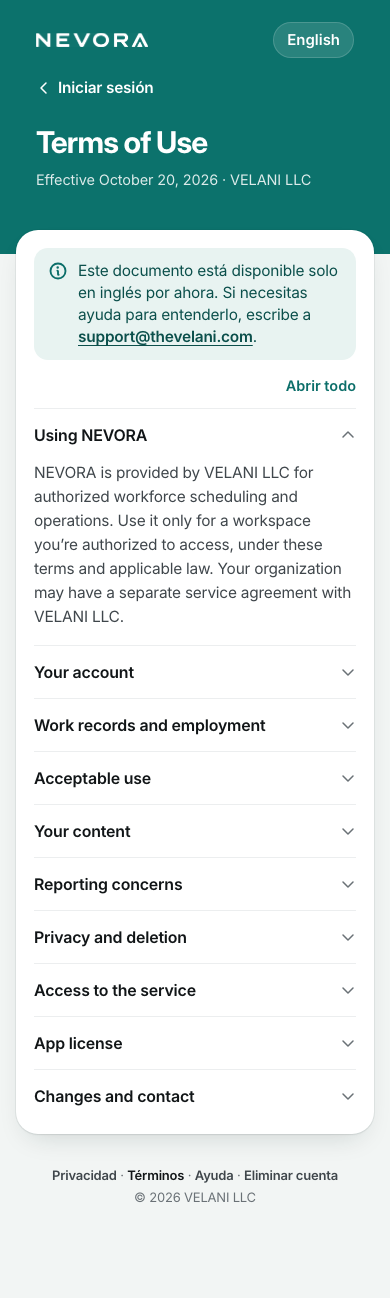 NEVORA
English
Iniciar sesión
Terms of Use
Effective October 20, 2026 · VELANI LLC
Este documento está disponible solo
en inglés por ahora. Si necesitas
ayuda para entenderlo, escribe a
support@thevelani.com.
Abrir todo
Using NEVORA
NEVORA is provided by VELANI LLC for
authorized workforce scheduling and
operations. Use it only for a workspace
you’re authorized to access, under these
terms and applicable law. Your organization
may have a separate service agreement with
VELANI LLC.
Your account
Work records and employment
Acceptable use
Your content
Reporting concerns
Privacy and deletion
Access to the service
App license
Changes and contact
Privacidad · Términos · Ayuda · Eliminar cuenta
© 2026 VELANI LLC